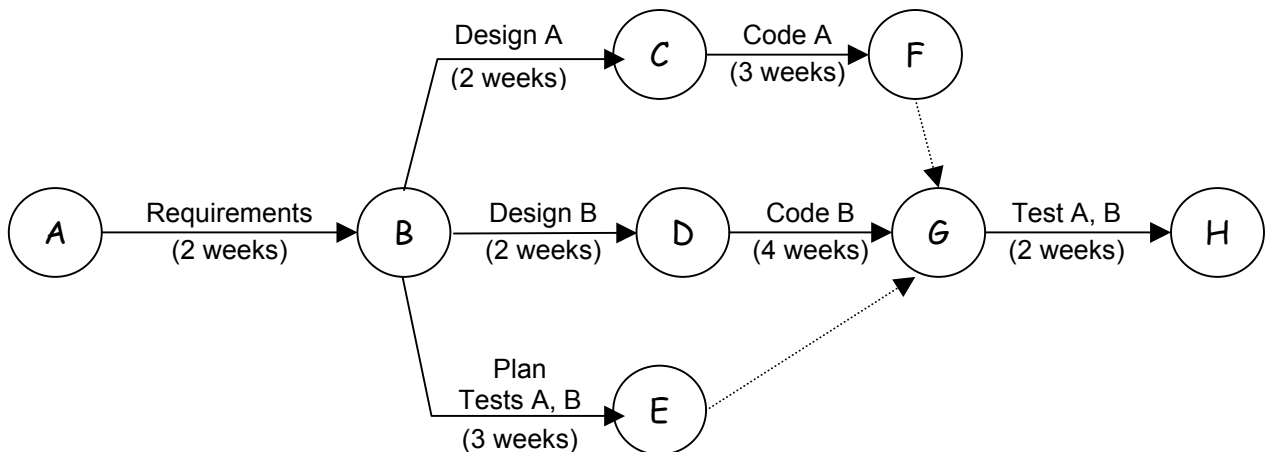 Design A
(2 weeks)
C
Code A
(3 weeks)
F
A
Requirements
(2 weeks)
B
Design B
(2 weeks)
D
Code B
(4 weeks)
G
Test A, B
(2 weeks)
H
Plan
Tests A, B
(3 weeks)
E